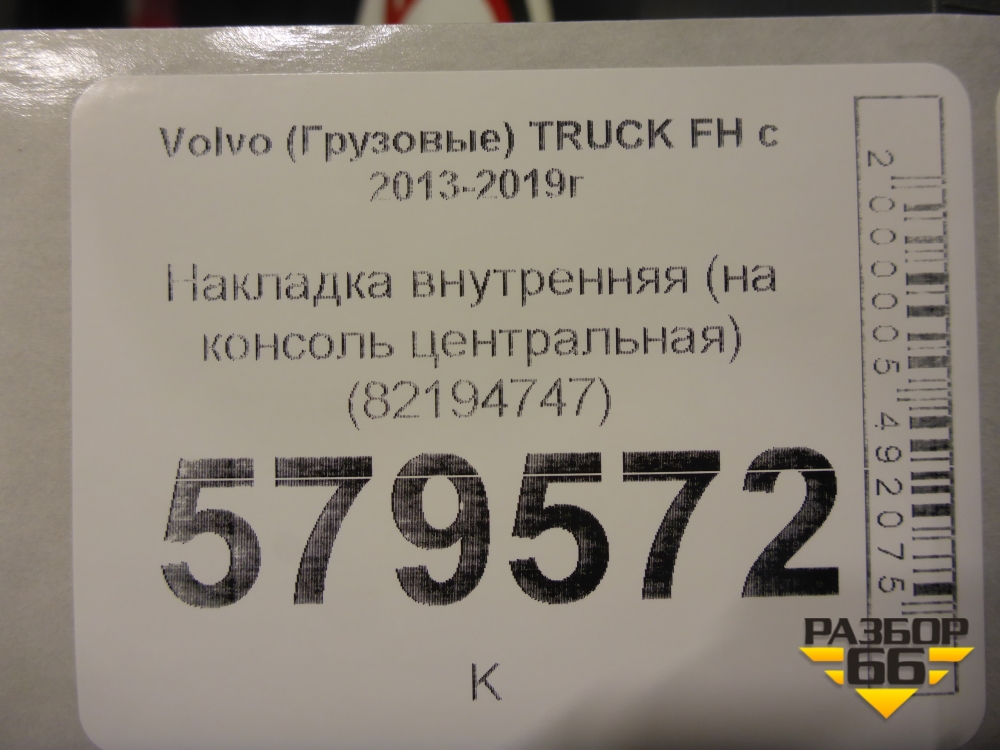 Volvo (Грузовые) TRUCK FH с
2013-2019г
Накладка внутренняя (на
консоль центральная)
(82194747)
579572
К
2000005492075
РАЗБОР
66